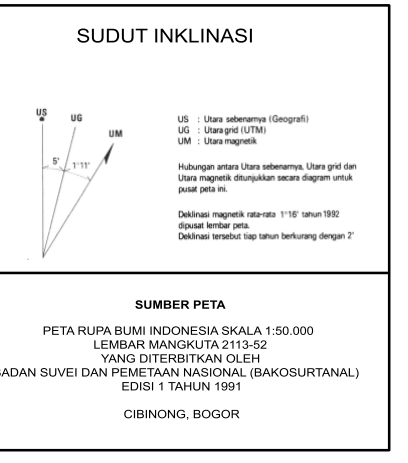 SUDUT INKLINASI
US
UG
UM
5'
1°11'
US : Utara sebenarnya (Geografi)
UG : Utara grid (UTM)
UM : Utara magnetik
Hubungan antara Utara sebenarnya, Utara grid dan
Utara magnetik ditunjukkan secara diagram untuk
pusat peta ini.
Deklinasi magnetik rata-rata 1°16' tahun 1992
dipusat lembar peta.
Deklinasi tersebut tiap tahun berkurang dengan 2'
SUMBER PETA
PETA RUPA BUMI INDONESIA SKALA 1:50.000
LEMBAR MANGKUTA 2113-52
YANG DITERBITKAN OLEH
BADAN SUVEI DAN PEMETAAN NASIONAL (BAKOSURTANAL)
EDISI 1 TAHUN 1991
CIBINONG, BOGOR